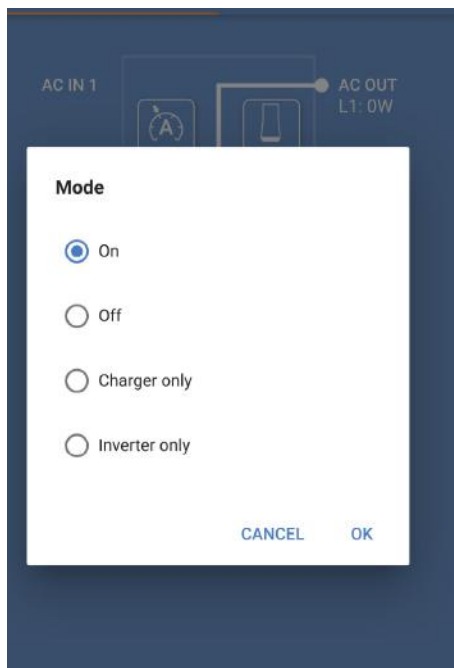 AC IN 1
AC OUT
L1: 0W
A
Mode
On
Off
Charger only
Inverter only
CANCEL OK